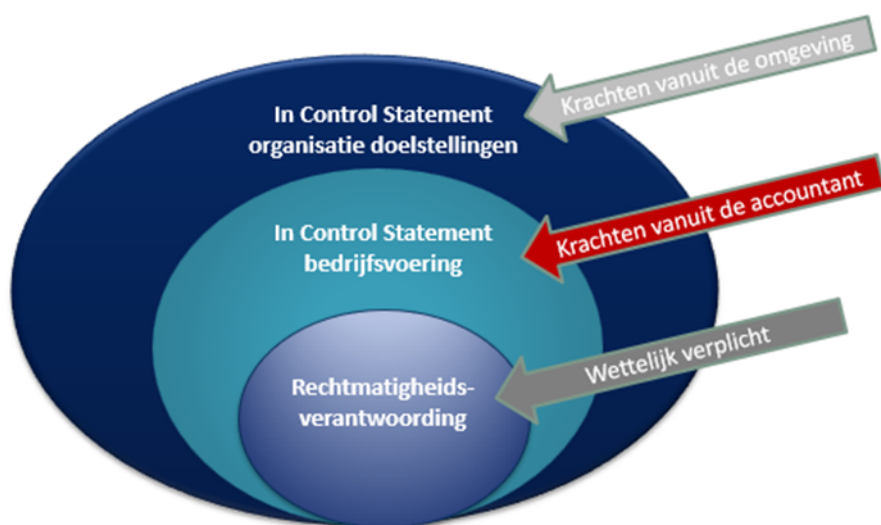 Krachten vanuit de omgeving
In Control Statement
organisatie doelstellingen
Krachten vanuit de accountant
In Control Statement
bedrijfsvoering
Wettelijk verplicht
Rechtmatigheids-
verantwoording